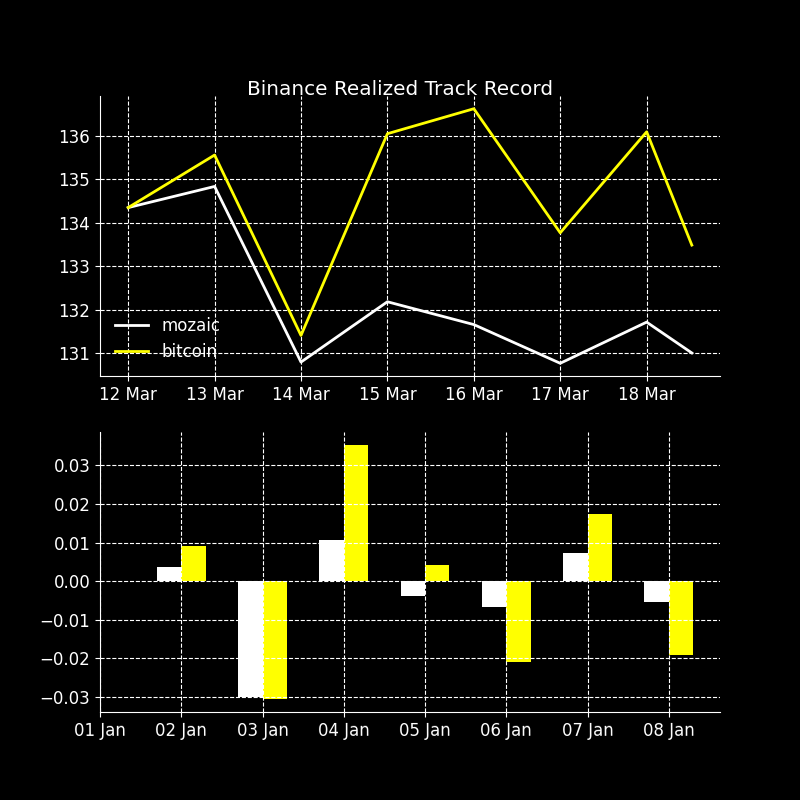 Binance Realized Track Record
136
135
134
133
132
131
mozaic
bitcoin
12 Mar 13 Mar 14 Mar 15 Mar 16 Mar 17 Mar 18 Mar
0.03
0.02
0.01
0.00
−0.01
−0.02
−0.03
01 Jan 02 Jan 03 Jan 04 Jan 05 Jan 06 Jan 07 Jan 08 Jan